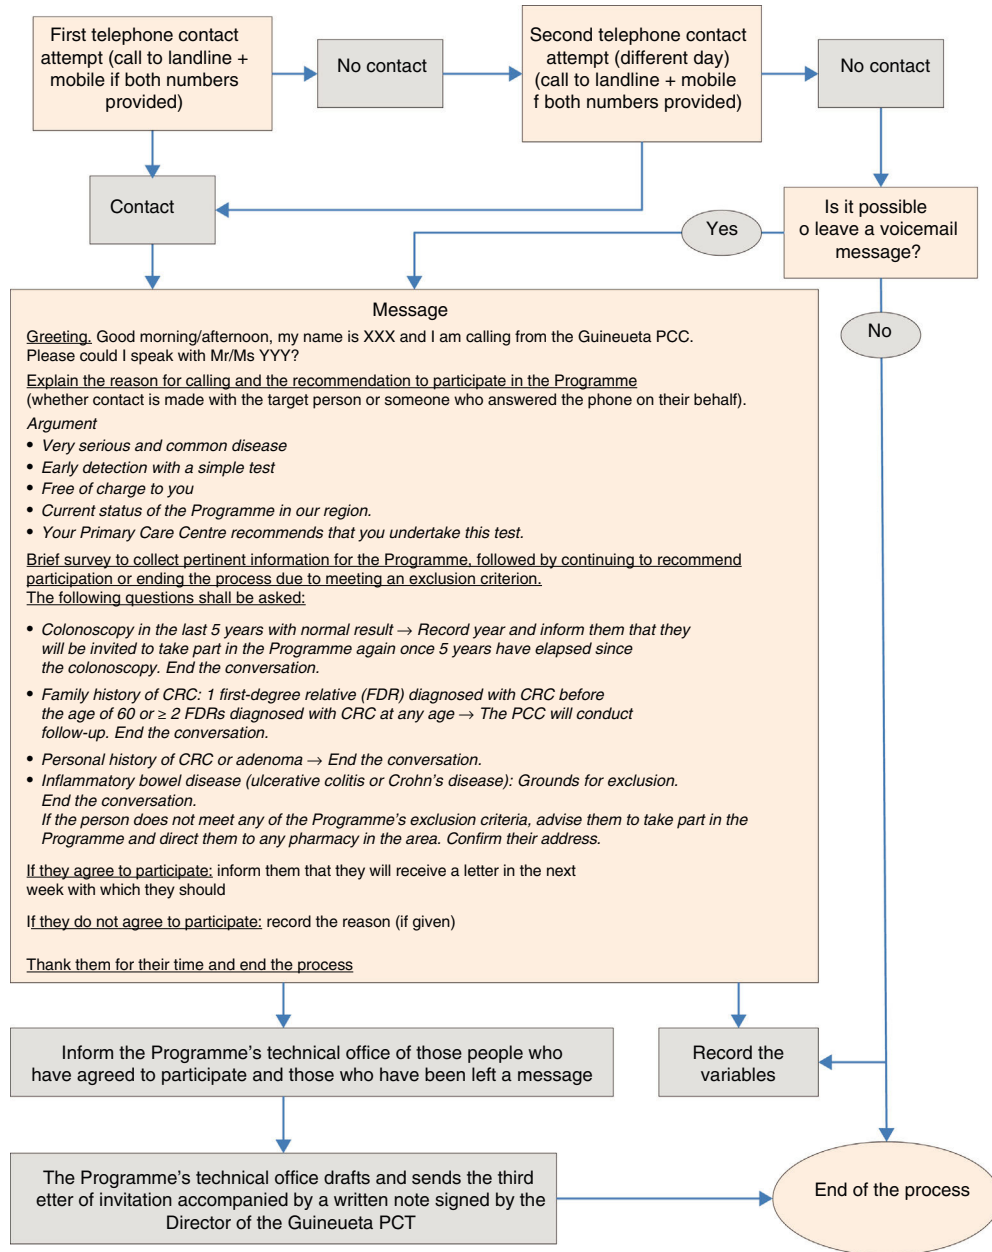 First telephone contact
attempt (call to landline +
mobile if both numbers
provided)
No contact
Second telephone contact
attempt (different day)
(call to landline + mobile
f both numbers provided)
No contact
Contact
Is it possible
o leave a voicemail
message?
Yes
No
Message
Greeting. Good morning/afternoon, my name is XXX and I am calling from the Guineueta PCC.
Please could I speak with Mr/Ms YYY?
Explain the reason for calling and the recommendation to participate in the Programme
(whether contact is made with the target person or someone who answered the phone on their behalf).
Argument
• Very serious and common disease
• Early detection with a simple test
• Free of charge to you
• Current status of the Programme in our region.
• Your Primary Care Centre recommends that you undertake this test.
Brief survey to collect pertinent information for the Programme, followed by continuing to recommend
participation or ending the process due to meeting an exclusion criterion.
The following questions shall be asked:
• Colonoscopy in the last 5 years with normal result → Record year and inform them that they
will be invited to take part in the Programme again once 5 years have elapsed since
the colonoscopy. End the conversation.
• Family history of CRC: 1 first-degree relative (FDR) diagnosed with CRC before
the age of 60 or ≥ 2 FDRs diagnosed with CRC at any age → The PCC will conduct
follow-up. End the conversation.
• Personal history of CRC or adenoma → End the conversation.
• Inflammatory bowel disease (ulcerative colitis or Crohn's disease): Grounds for exclusion.
End the conversation.
If the person does not meet any of the Programme's exclusion criteria, advise them to take part in the
Programme and direct them to any pharmacy in the area. Confirm their address.
If they agree to participate: inform them that they will receive a letter in the next
week with which they should
If they do not agree to participate: record the reason (if given)
Thank them for their time and end the process
Inform the Programme's technical office of those people who
have agreed to participate and those who have been left a message
Record the
variables
The Programme's technical office drafts and sends the third
etter of invitation accompanied by a written note signed by the
Director of the Guineueta PCT
End of the process